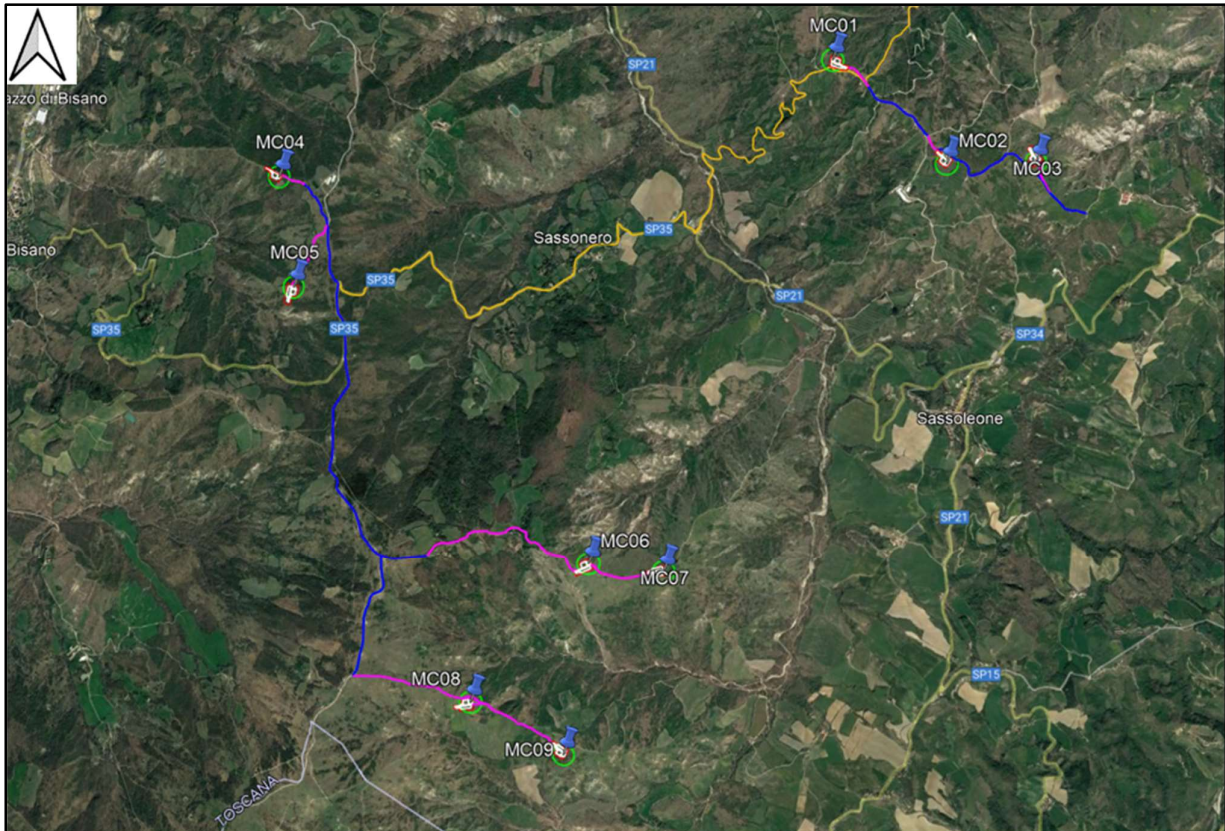 MC01
SP21
azzo di Bisano
MC04
MC02
MC03
Bisano
MC05
Sassonero
SP35
SP35
SP21
SP35
SP35
SP34
Sassoleone
SP21
MC06
MC07
SP15
MC08
MC09
TOSCANA